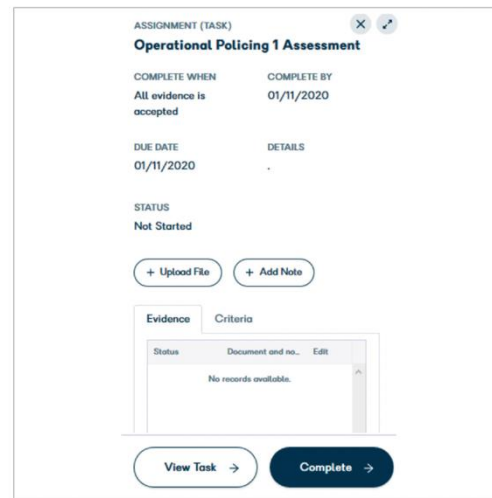 ASSIGNMENT (TASK)
Operational Policing 1 Assessment
COMPLETE WHEN
All evidence is
accepted
COMPLETE BY
01/11/2020
DUE DATE
01/11/2020
DETAILS
.
STATUS
Not Started
+ Upload File
+ Add Note
Evidence Criteria
Status Document and no... Edit
No records available.
View Task →
Complete →